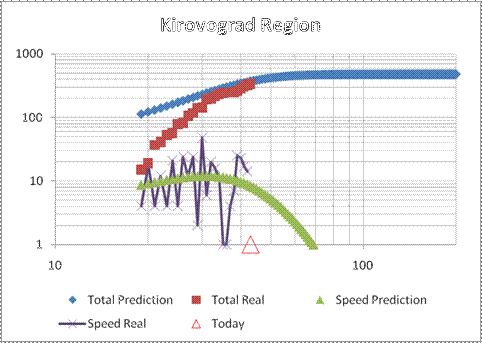 Kirovograd Region
1000
100
10
1
10 100
Total Prediction Total Real Speed Prediction
Speed Real Today